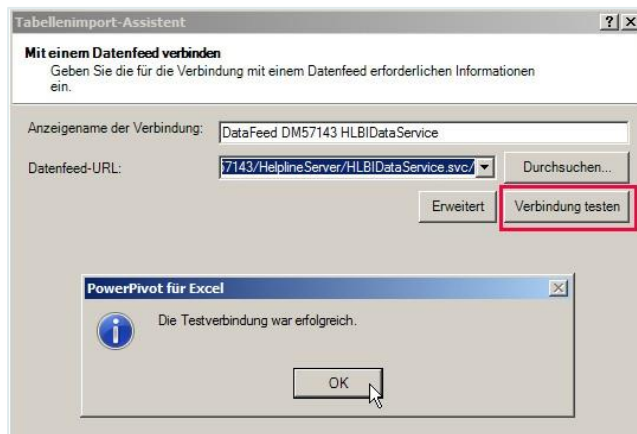 Tabellenimport-Assistent
Mit einem Datenfeed verbinden
Geben Sie die für die Verbindung mit einem Datenfeed erforderlichen Informationen
ein.
Anzeigename der Verbindung: DataFeed DM57143 HLBIDataService
Datenfeed-URL: 57143/HelplineServer/HLBIDataService.svc/ Durchsuchen...
Erweitert Verbindung testen
PowerPivot für Excel
Die Testverbindung war erfolgreich.
OK